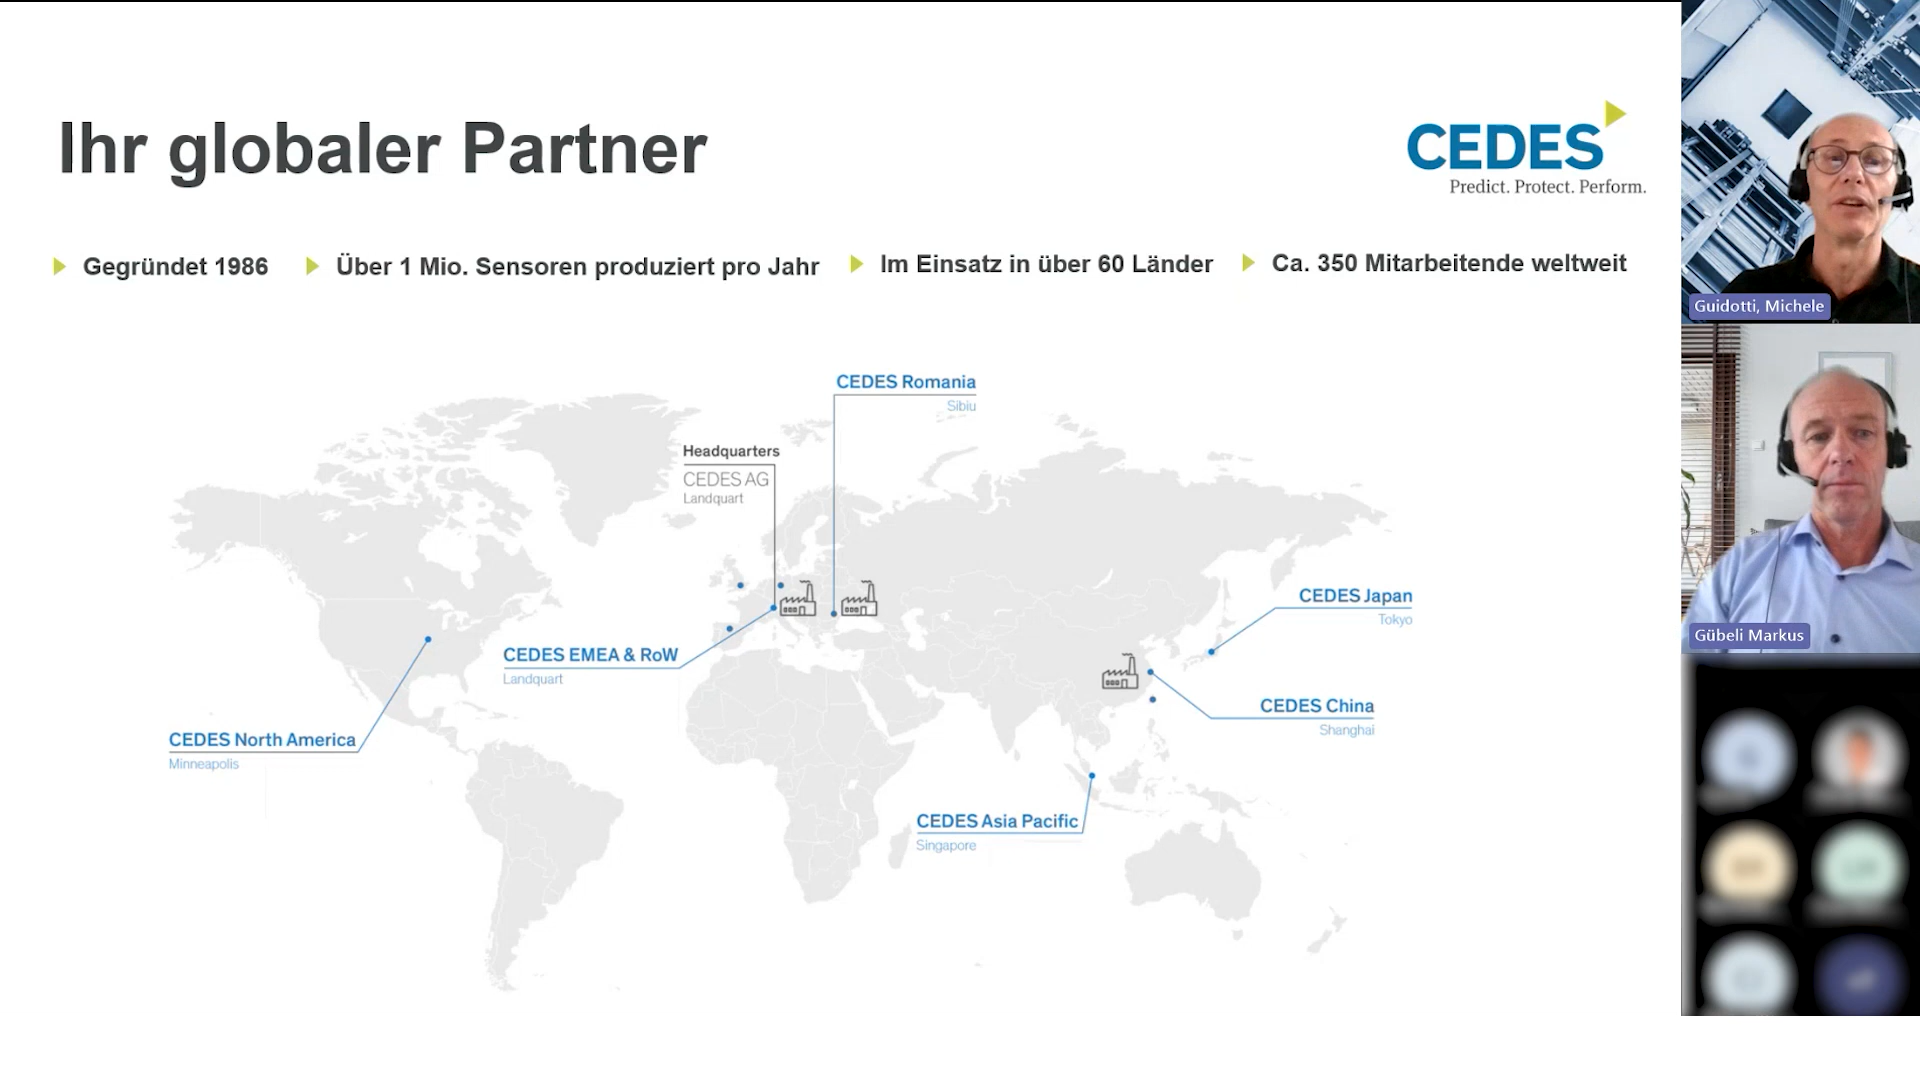 Ihr globaler Partner
CEDES
Predict. Protect. Perform.
Gegründet 1986
Über 1 Mio. Sensoren produziert pro Jahr
Im Einsatz in über 60 Länder
Ca. 350 Mitarbeitende weltweit
CEDES Romania
Sibiu
Headquarters
CEDES AG
Landquart
CEDES EMEA & RoW
Landquart
CEDES North America
Minneapolis
CEDES Japan
Tokyo
CEDES China
Shanghai
CEDES Asia Pacific
Singapore
Guidotti, Michele
Gübeli Markus